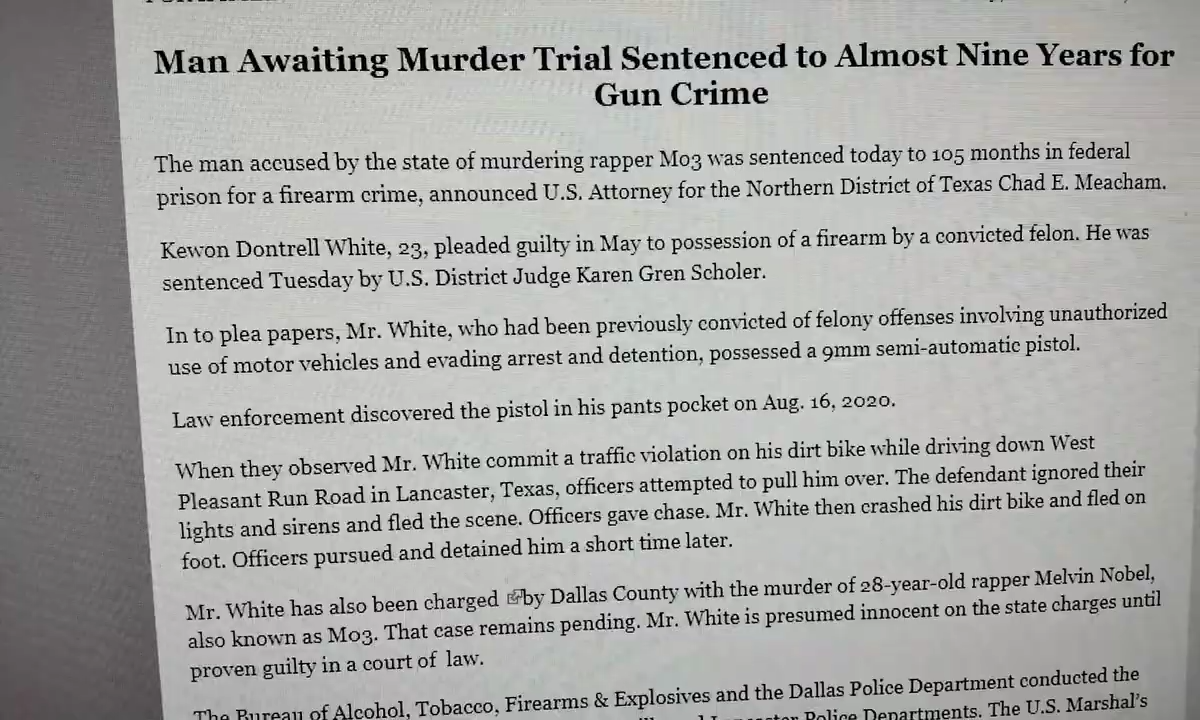 Man Awaiting Murder Trial Sentenced to Almost Nine Years for
Gun Crime
The man accused by the state of murdering rapper Mo3 was sentenced today to 105 months in federal
prison for a firearm crime, announced U.S. Attorney for the Northern District of Texas Chad E. Meacham.
Kewon Dontrell White, 23, pleaded guilty in May to possession of a firearm by a convicted felon. He was
sentenced Tuesday by U.S. District Judge Karen Gren Scholer.
In to plea papers, Mr. White, who had been previously convicted of felony offenses involving unauthorized
use of motor vehicles and evading arrest and detention, possessed a 9mm semi-automatic pistol.
Law enforcement discovered the pistol in his pants pocket on Aug. 16, 2020.
When they observed Mr. White commit a traffic violation on his dirt bike while driving down West
Pleasant Run Road in Lancaster, Texas, officers attempted to pull him over. The defendant ignored their
lights and sirens and fled the scene. Officers gave chase. Mr. White then crashed his dirt bike and fled on
foot. Officers pursued and detained him a short time later.
Mr. White has also been charged by Dallas County with the murder of 28-year-old rapper Melvin Nobel,
also known as Mo3. That case remains pending. Mr. White is presumed innocent on the state charges until
proven guilty in a court of law.
The Bureau of Alcohol, Tobacco, Firearms & Explosives and the Dallas Police Department conducted the
Police Departments. The U.S. Marshal's